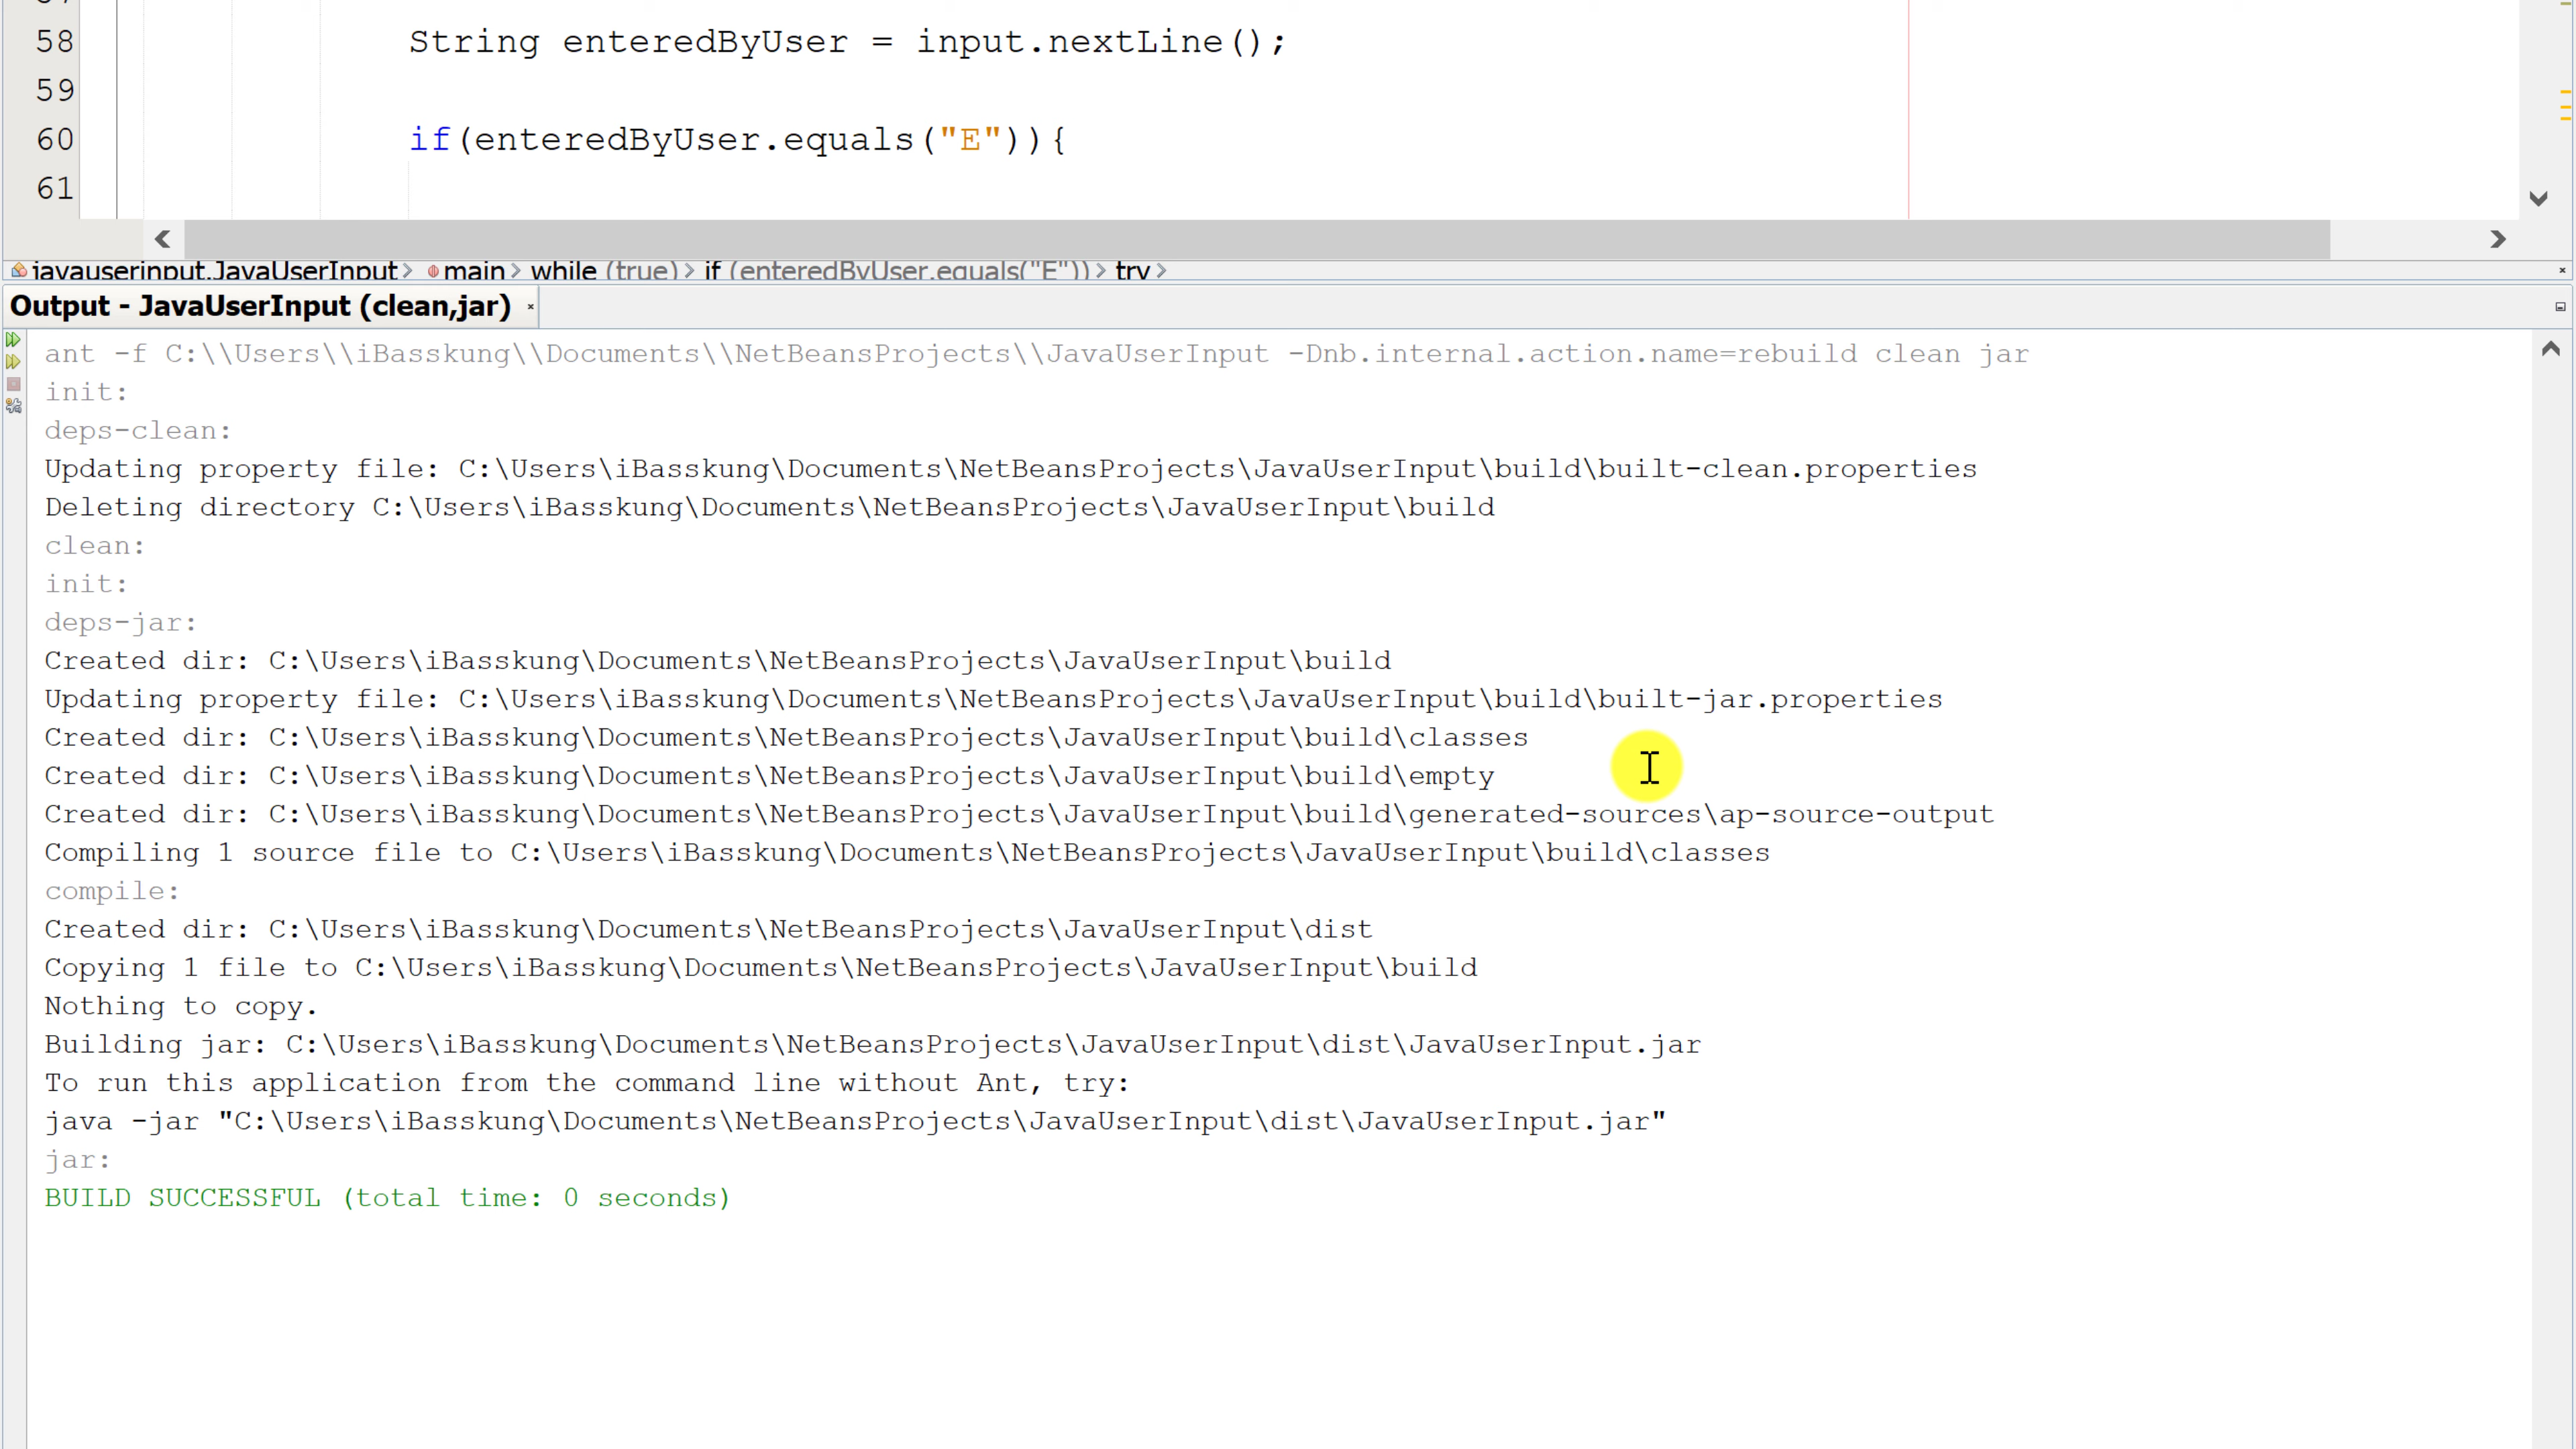 58 String enteredByUser = input.nextLine();
59
60 if(enteredByUser.equals("E")){
61
javauserinput.JavaUserInput main while (true) if (enteredByUser.equals("E")) try
Output - JavaUserInput (clean,jar)
ant -f C:\\Users\\iBasskung\\Documents\\NetBeansProjects\\JavaUserInput -Dnb.internal.action.name=rebuild clean jar
init:
deps-clean:
Updating property file: C:\Users\iBasskung\Documents\NetBeansProjects\JavaUserInput\build\built-clean.properties
Deleting directory C:\Users\iBasskung\Documents\NetBeansProjects\JavaUserInput\build
clean:
init:
deps-jar:
Created dir: C:\Users\iBasskung\Documents\NetBeansProjects\JavaUserInput\build
Updating property file: C:\Users\iBasskung\Documents\NetBeansProjects\JavaUserInput\build\built-jar.properties
Created dir: C:\Users\iBasskung\Documents\NetBeansProjects\JavaUserInput\build\classes
Created dir: C:\Users\iBasskung\Documents\NetBeansProjects\JavaUserInput\build\empty
Created dir: C:\Users\iBasskung\Documents\NetBeansProjects\JavaUserInput\build\generated-sources\ap-source-output
Compiling 1 source file to C:\Users\iBasskung\Documents\NetBeansProjects\JavaUserInput\build\classes
compile:
Created dir: C:\Users\iBasskung\Documents\NetBeansProjects\JavaUserInput\dist
Copying 1 file to C:\Users\iBasskung\Documents\NetBeansProjects\JavaUserInput\build
Nothing to copy.
Building jar: C:\Users\iBasskung\Documents\NetBeansProjects\JavaUserInput\dist\JavaUserInput.jar
To run this application from the command line without Ant, try:
java -jar "C:\Users\iBasskung\Documents\NetBeansProjects\JavaUserInput\dist\JavaUserInput.jar"
jar:
BUILD SUCCESSFUL (total time: 0 seconds)